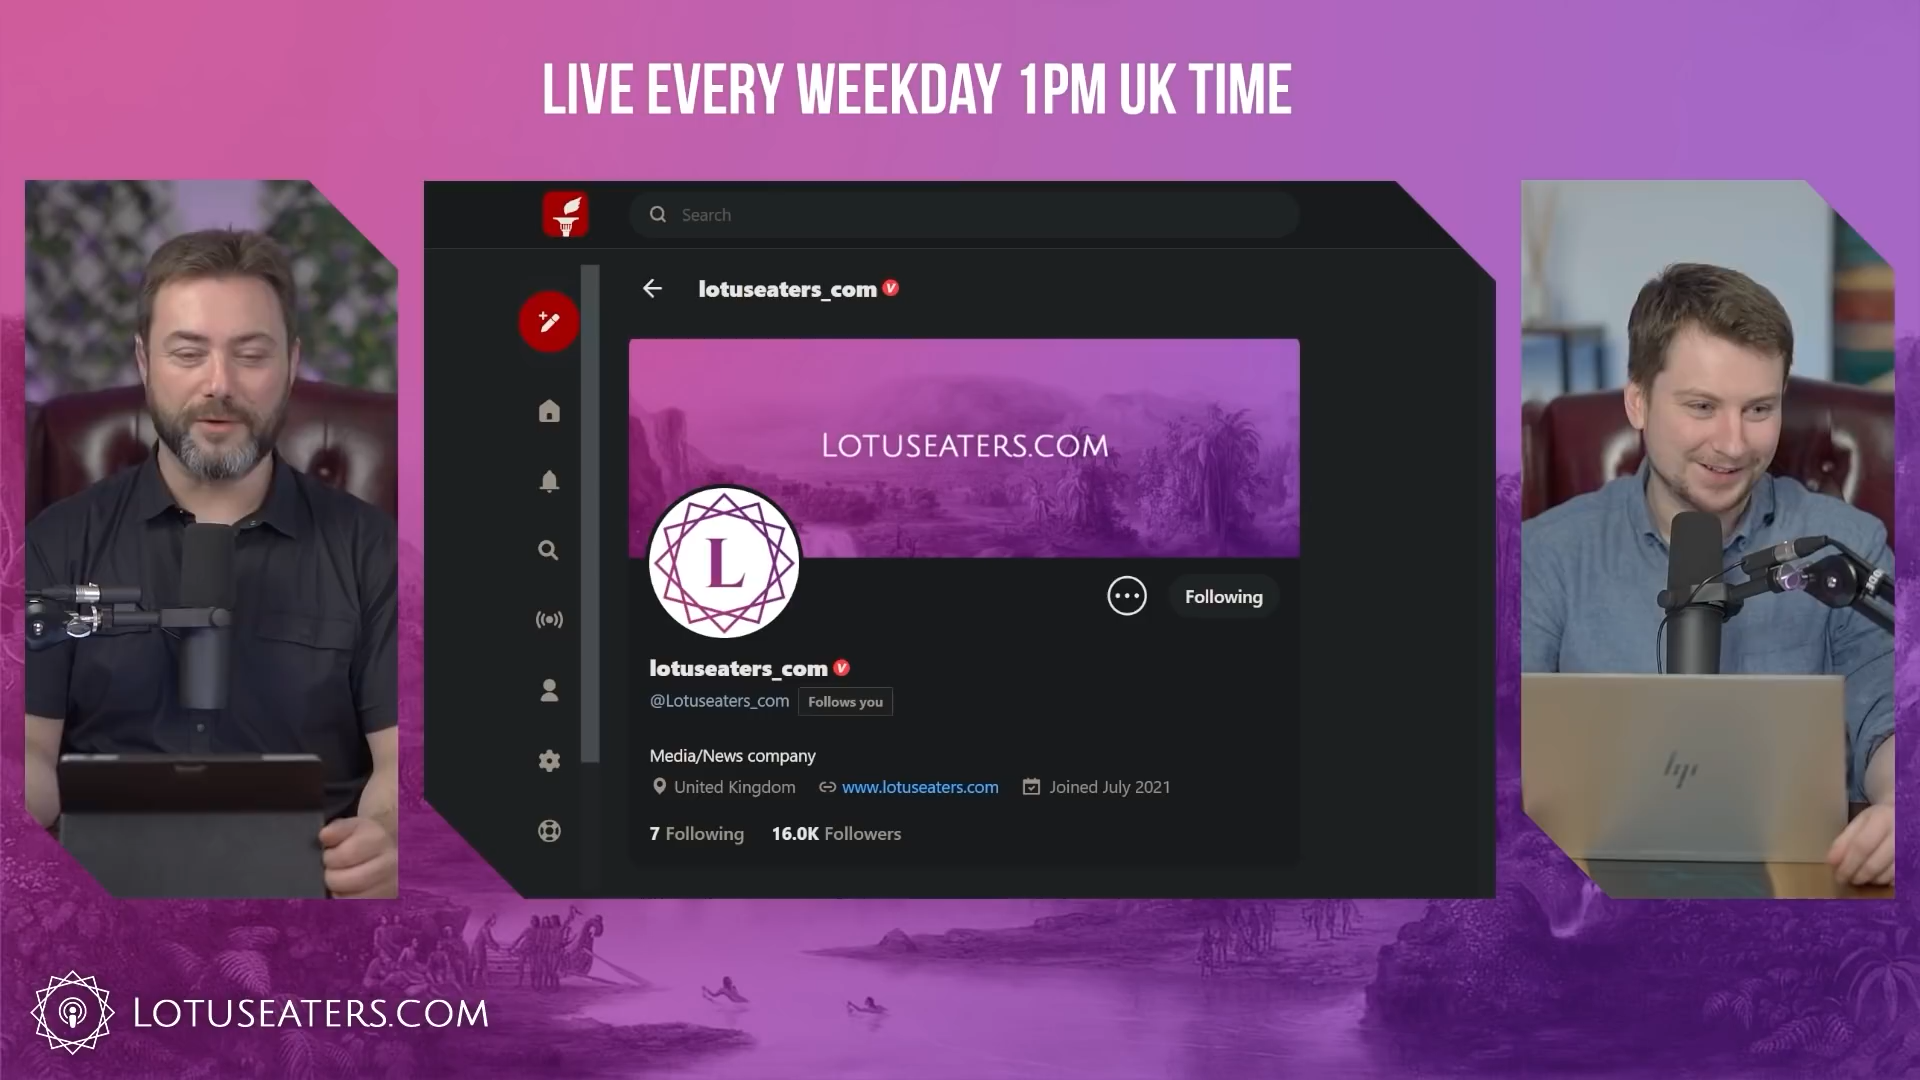 LIVE EVERY WEEKDAY 1PM UK TIME
Search
lotuseaters_com V
LOTUSEATERS.COM
L
Following
lotuseaters_com V
@Lotuseaters_com Follows you
Media/News company
United Kingdom www.lotuseaters.com Joined July 2021
7 Following 16.0K Followers
hp
LOTUSEATERS.COM